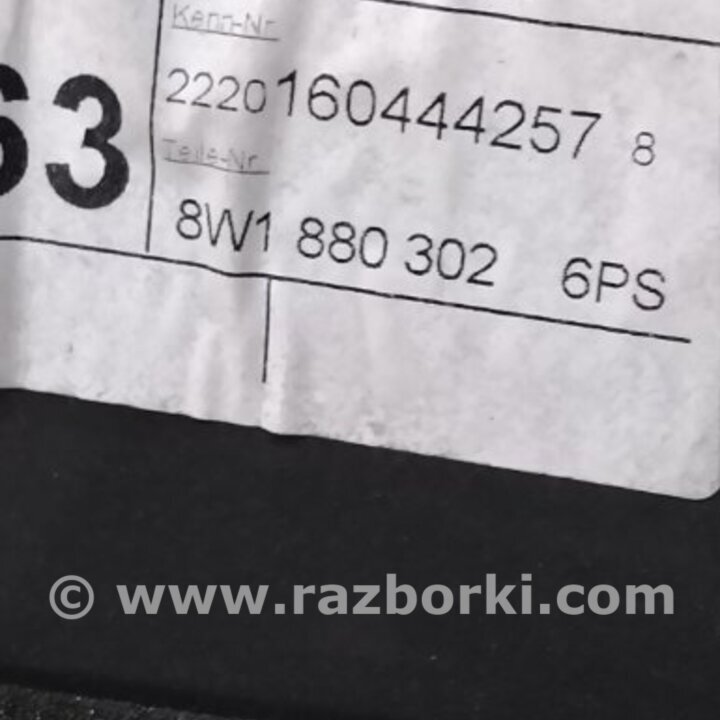 Kenn-Nr.
63
2220160444257 8
Teile-Nr.
8W1 880 302 6PS
© www.razborki.com